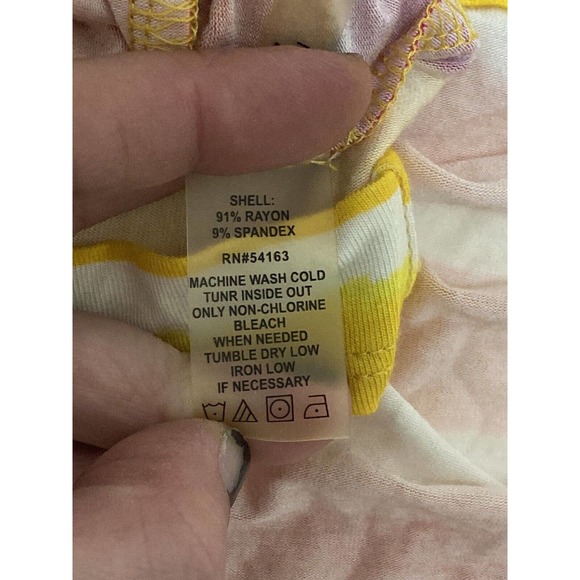 SHELL:
91% RAYON
9% SPANDEX
RN#54163
MACHINE WASH COLD
TUNR INSIDE OUT
ONLY NON-CHLORINE
BLEACH
WHEN NEEDED
TUMBLE DRY LOW
IRON LOW
IF NECESSARY